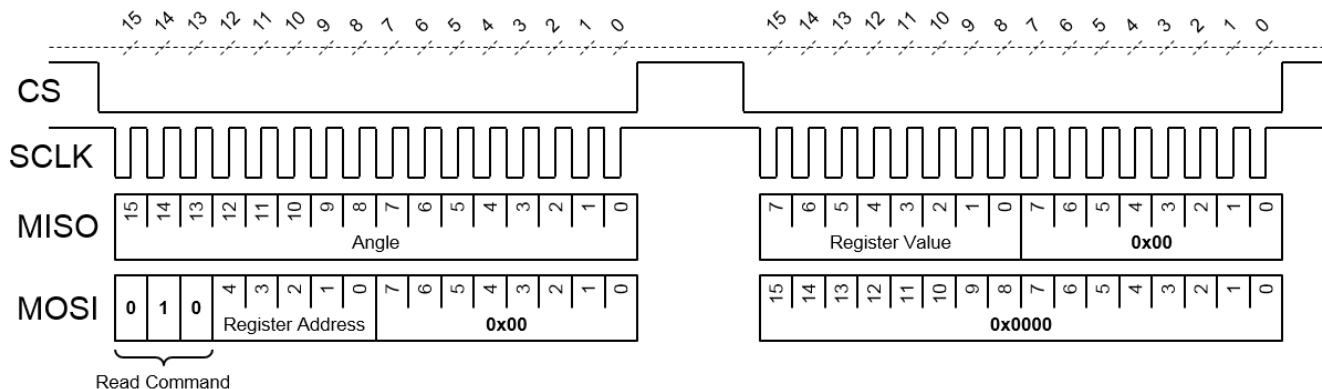 15 14 13 12 11 10 9 8 7 6 5 4 3 2 1 0 15 14 13 12 11 10 9 8 7 6 5 4 3 2 1 0
CS
SCLK
MISO 15 14 13 12 11 10 9 8 7 6 5 4 3 2 1 0 7 6 5 4 3 2 1 0 7 6 5 4 3 2 1 0
Angle Register Value 0x00
MOSI 0 1 0 4 3 2 1 0 7 6 5 4 3 2 1 0 15 14 13 12 11 10 9 8 7 6 5 4 3 2 1 0
Register Address 0x00 0x0000
Read Command